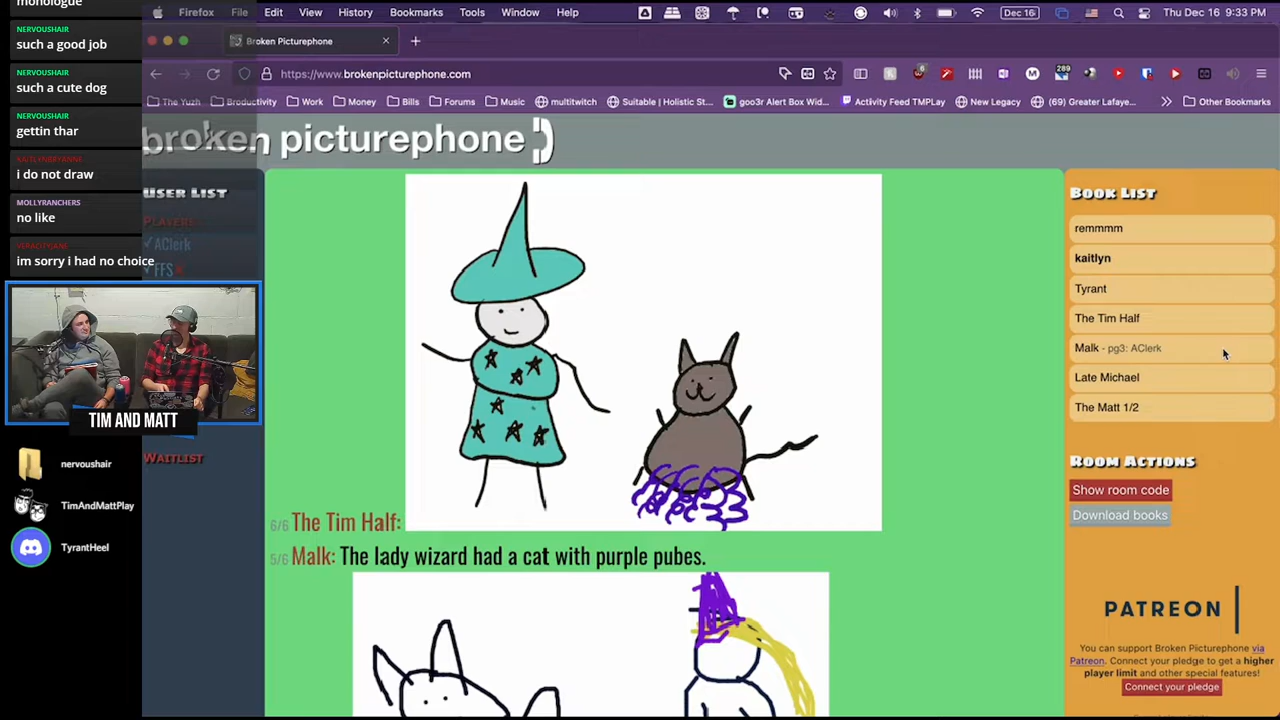 monologue
NERVOUSHAIR
such a good job
NERVOUSHAIR
such a cute dog
NERVOUSHAIR
gettin thar
KAITLYNBRYANNE
i do not draw
MOLLYRANCHERS
no like
im sorry i had no choice
TIM AND MATT
nervoushair
TimAndMattPlay
TyrantHeel
Firefox File Edit View History Bookmarks Tools Window Help
Dec 16
Thu Dec 16 9:33 PM
Broken Picturephone
https://www.brokenpicturephone.com
289
The Yuzh Productivity Work Money Bills Forums Music multitwitch Suitable | Holistic St... goo3r Alert Box Wid... Activity Feed TMPLay New Legacy (69) Greater Lafaye... Other Bookmarks
broken picturephone
User List
Players
AClerk
FFS
Waitlist
6/6 The Tim Half:
5/6 Malk: The lady wizard had a cat with purple pubes.
Book List
remmmm
kaitlyn
Tyrant
The Tim Half
Malk - pg3: AClerk
Late Michael
The Matt 1/2
Room Actions
Show room code
Download books
PATREON
You can support Broken Picturephone via
Patreon. Connect your pledge to get a higher
player limit and other special features!
Connect your pledge